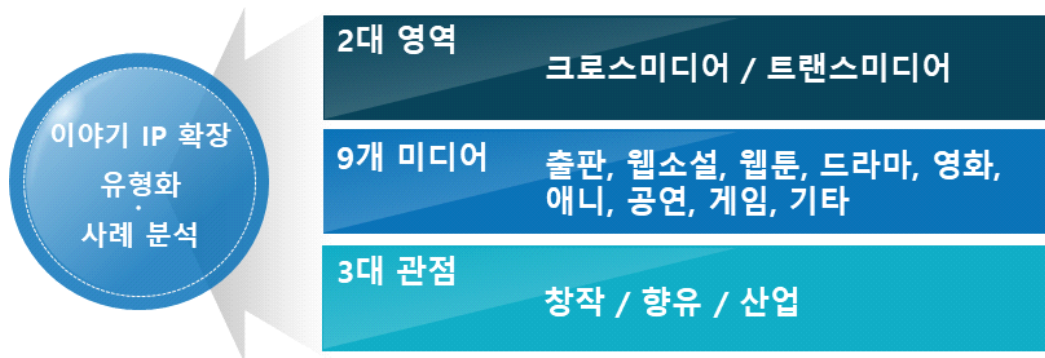 이야기 IP 확장
유형화
·
사례 분석
2대 영역
크로스미디어 / 트랜스미디어
9개 미디어
출판, 웹소설, 웹툰, 드라마, 영화,
애니, 공연, 게임, 기타
3대 관점
창작 / 향유 / 산업